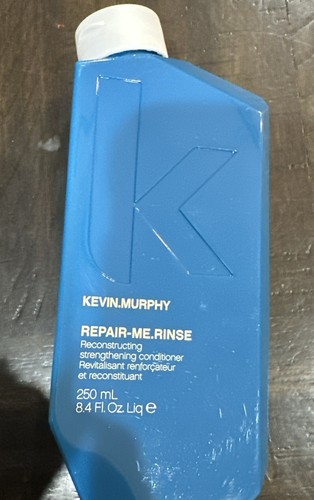 KEVIN.MURPHY
REPAIR-ME.RINSE
Reconstructing
strengthening conditioner
Revitalisant renforçateur
et reconstituant
250 mL
8.4 Fl. Oz. Liq ℮